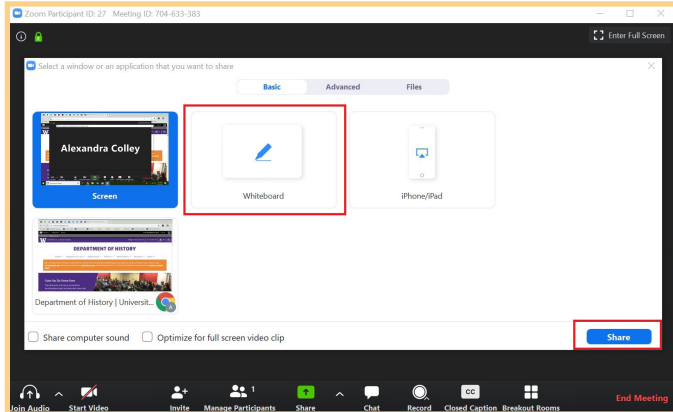 Zoom Participant ID: 27 Meeting ID: 704-633-383
Enter Full Screen
Select a window or an application that you want to share
Basic Advanced Files
Alexandra Colley
Screen
Whiteboard
iPhone/iPad
W
DEPARTMENT OF HISTORY
Department of History | Universit...
A
Share computer sound Optimize for full screen video clip
Share
1
CC
Join Audio Start Video Invite Manage Participants Share Chat Record Closed Caption Breakout Rooms
End Meeting